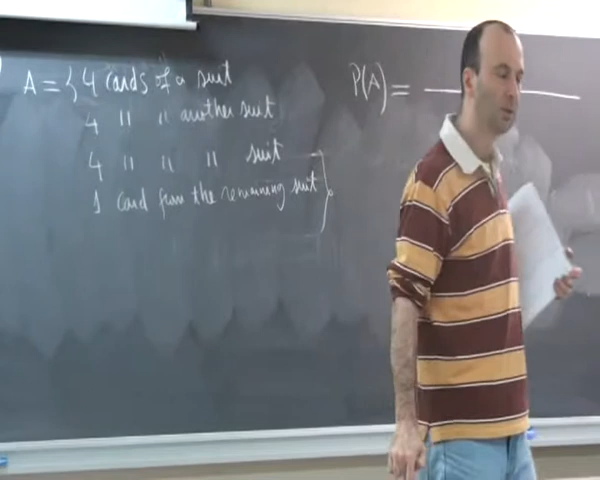 A = { 4 cards of a suit
4 " " another suit
4 " " " suit
1 card from the remaining suit }
P(A) =